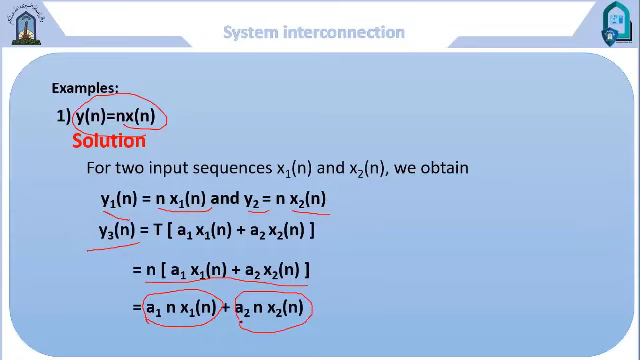 System interconnection
Examples:
1) y(n)=nx(n)
Solution
For two input sequences x₁(n) and x₂(n), we obtain
y₁(n) = n x₁(n) and y₂ = n x₂(n)
y₃(n) = T [ a₁ x₁(n) + a₂ x₂(n) ]
= n [ a₁ x₁(n) + a₂ x₂(n) ]
= a₁ n x₁(n) + a₂ n x₂(n)